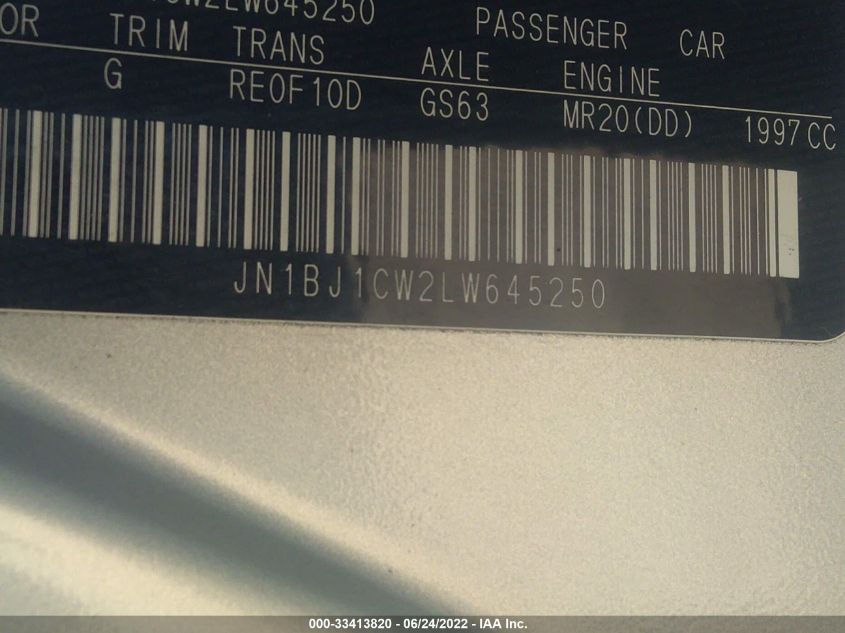 CW2LW645250
OR TRIM TRANS PASSENGER CAR
G RE0F10D AXLE ENGINE
GS63 MR20(DD) 1997CC
JN1BJ1CW2LW645250
000-33413820 - 06/24/2022 - IAA Inc.